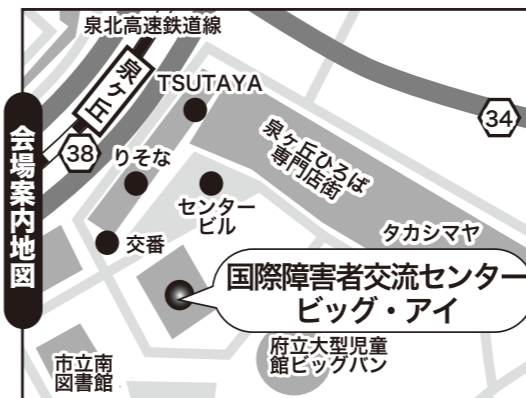 会場案内地図
泉北高速鉄道線
泉ヶ丘
TSUTAYA
34
38
りそな
泉ヶ丘ひろば
専門店街
センター
ビル
タカシマヤ
交番
国際障害者交流センター
ビッグ・アイ
市立南
図書館
府立大型児童
館ビッグバン